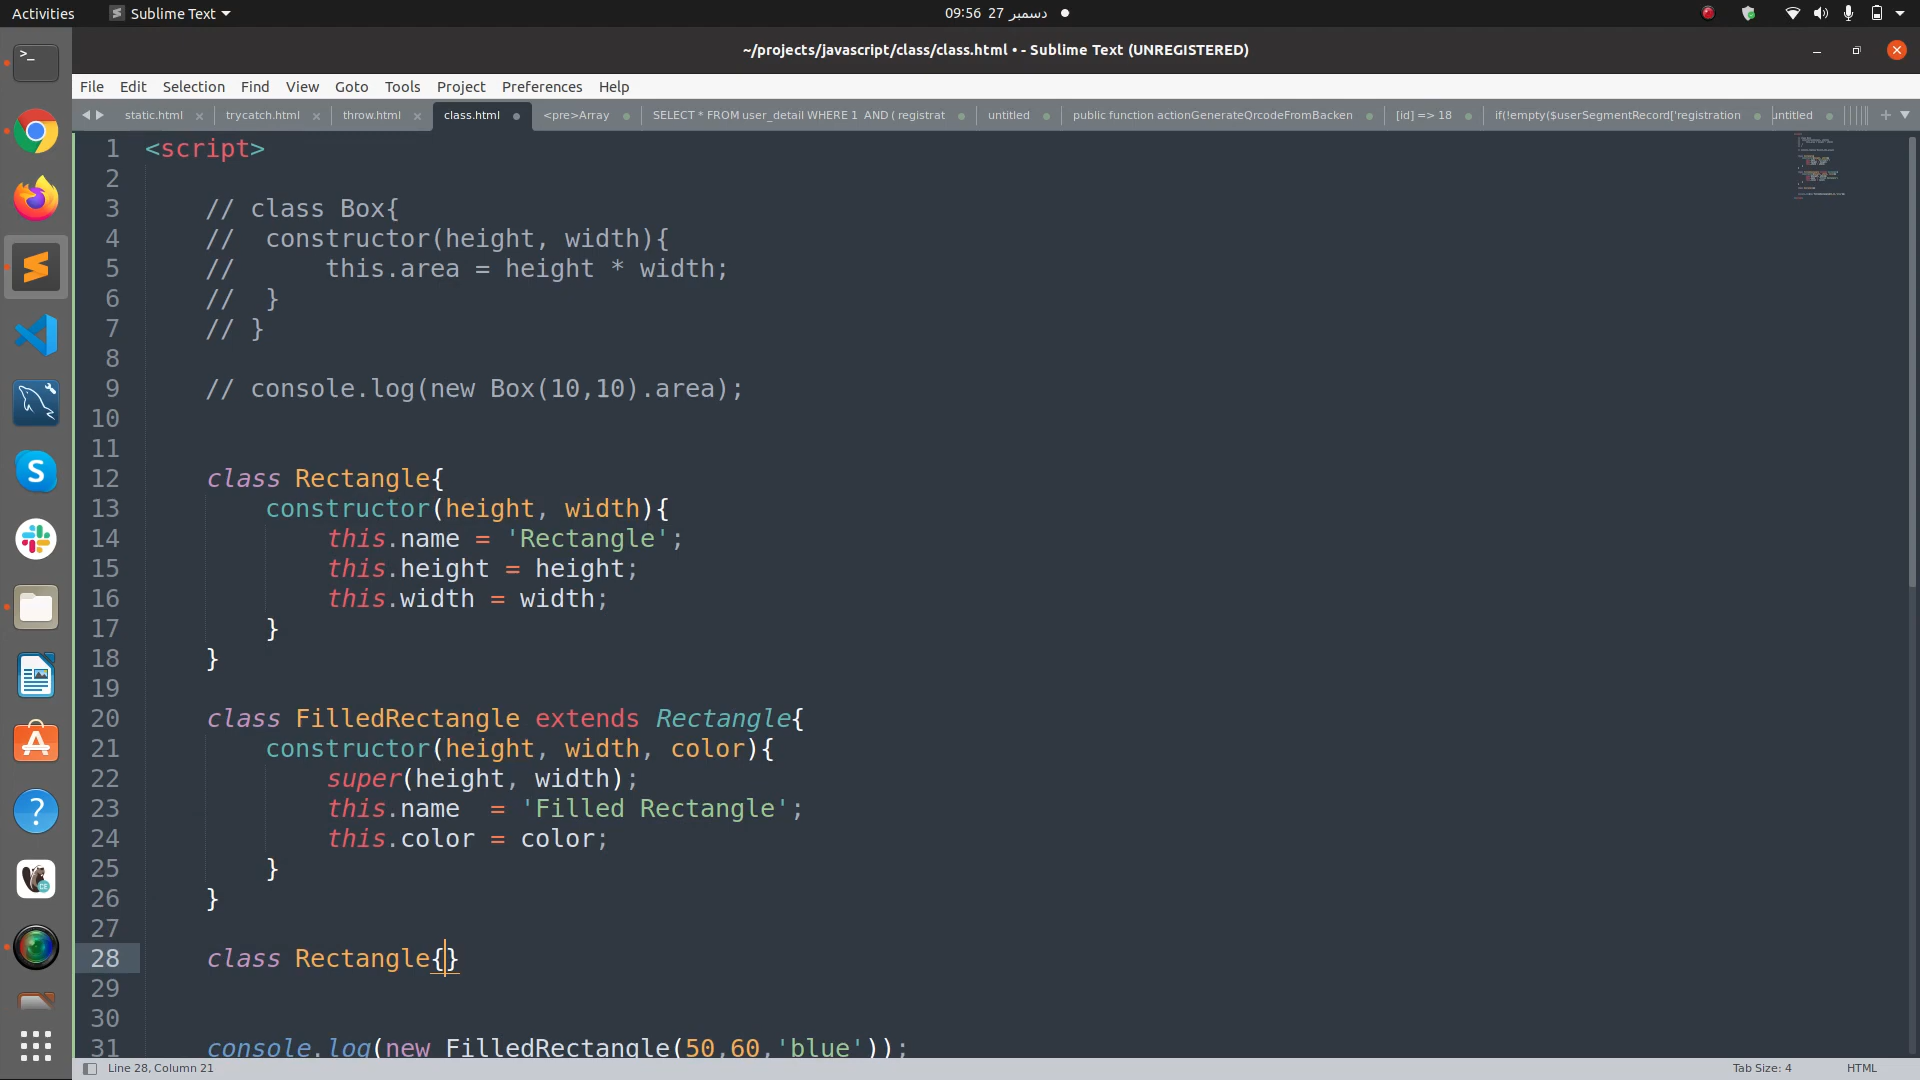 Activities Sublime Text 09:56 27 دسمبر
~/projects/javascript/class/class.html • - Sublime Text (UNREGISTERED)
File Edit Selection Find View Goto Tools Project Preferences Help
static.html trycatch.html throw.html class.html <pre>Array SELECT * FROM user_detail WHERE 1 AND ( registrat untitled public function actionGenerateQrcodeFromBacken [id] => 18 if(!empty($userSegmentRecord['registration untitled
1 <script>
2
3 // class Box{
4 // constructor(height, width){
5 // this.area = height * width;
6 // }
7 // }
8
9 // console.log(new Box(10,10).area);
10
11
12 class Rectangle{
13 constructor(height, width){
14 this.name = 'Rectangle';
15 this.height = height;
16 this.width = width;
17 }
18 }
19
20 class FilledRectangle extends Rectangle{
21 constructor(height, width, color){
22 super(height, width);
23 this.name  = 'Filled Rectangle';
24 this.color = color;
25 }
26 }
27
28 class Rectangle{}
29
30
31 console.log(new FilledRectangle(50,60,'blue'));
Line 28, Column 21 Tab Size: 4 HTML